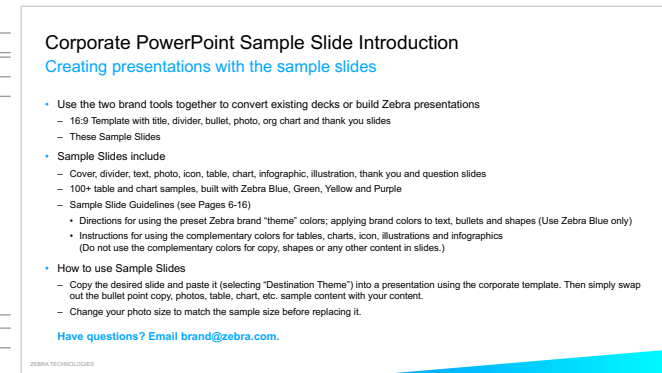 Corporate PowerPoint Sample Slide Introduction
Creating presentations with the sample slides
• Use the two brand tools together to convert existing decks or build Zebra presentations
– 16:9 Template with title, divider, bullet, photo, org chart and thank you slides
– These Sample Slides
• Sample Slides include
– Cover, divider, text, photo, icon, table, chart, infographic, illustration, thank you and question slides
– 100+ table and chart samples, built with Zebra Blue, Green, Yellow and Purple
– Sample Slide Guidelines (see Pages 6-16)
• Directions for using the preset Zebra brand “theme” colors; applying brand colors to text, bullets and shapes (Use Zebra Blue only)
• Instructions for using the complementary colors for tables, charts, icon, illustrations and infographics
(Do not use the complementary colors for copy, shapes or any other content in slides.)
• How to use Sample Slides
– Copy the desired slide and paste it (selecting “Destination Theme”) into a presentation using the corporate template. Then simply swap
out the bullet point copy, photos, table, chart, etc. sample content with your content.
– Change your photo size to match the sample size before replacing it.
Have questions? Email brand@zebra.com.
ZEBRA TECHNOLOGIES